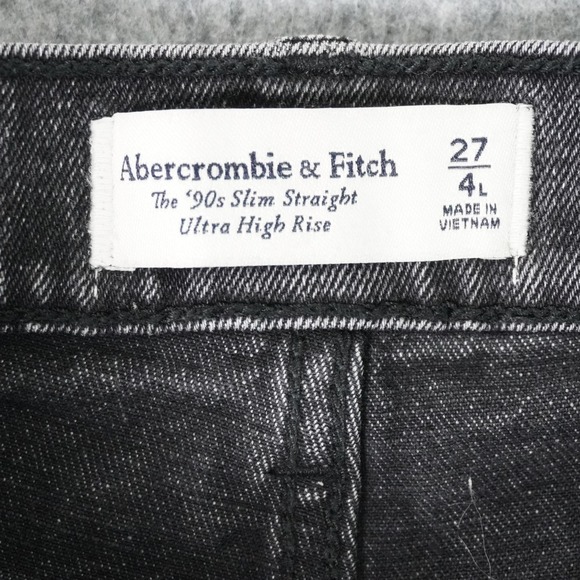 Abercrombie & Fitch
The ‘90s Slim Straight
Ultra High Rise
27
4L
MADE IN
VIETNAM